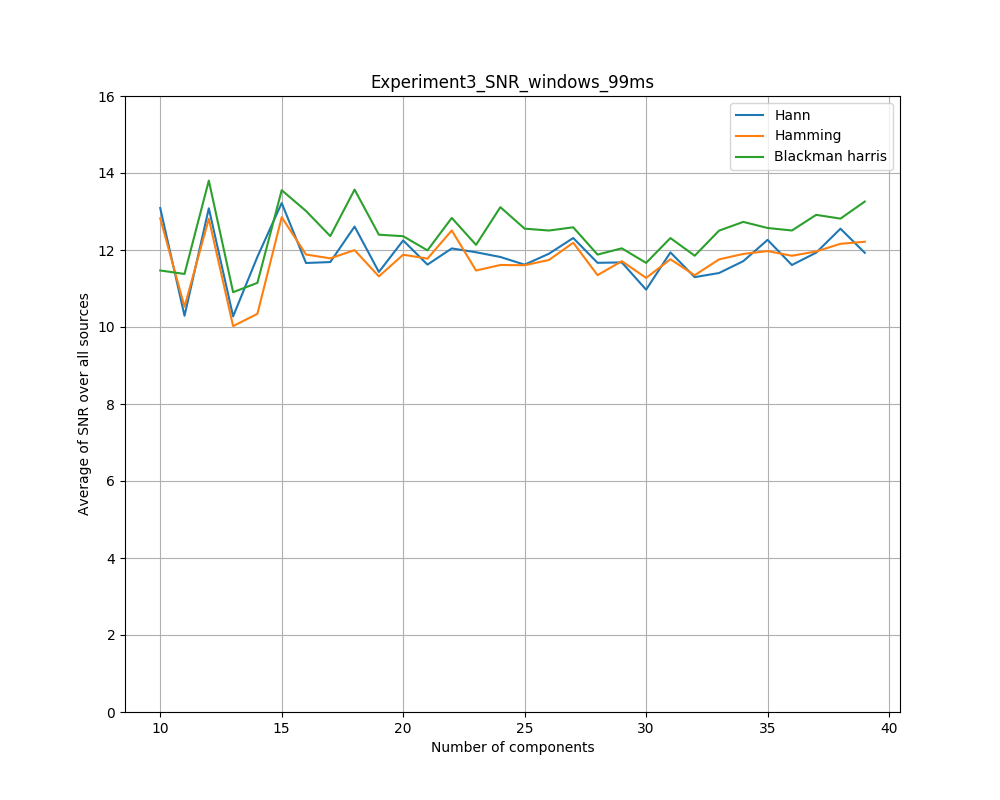 Experiment3_SNR_windows_99ms
Hann
Hamming
Blackman harris
16
14
12
10
8
6
4
2
0
Average of SNR over all sources
10 15 20 25 30 35 40
Number of components